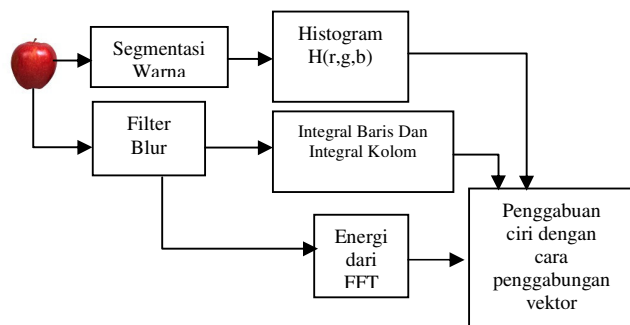 Segmentasi
Warna
Histogram
H(r,g,b)
Filter
Blur
Integral Baris Dan
Integral Kolom
Energi
dari
FFT
Penggabuan
ciri dengan
cara
penggabungan
vektor